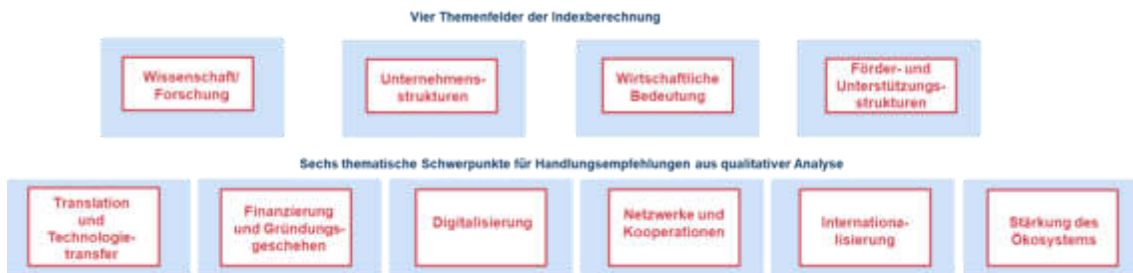 Vier Themenfelder der Indexberechnung
Wissenschaft/
Forschung
Unternehmens-
strukturen
Wirtschaftliche
Bedeutung
Förder- und
Unterstützungs-
strukturen
Sechs thematische Schwerpunkte für Handlungsempfehlungen aus qualitativer Analyse
Translation
und
Technologie-
transfer
Finanzierung
und Gründungs-
geschehen
Digitalisierung
Netzwerke und
Kooperationen
Internationa-
lisierung
Stärkung des
Ökosystems